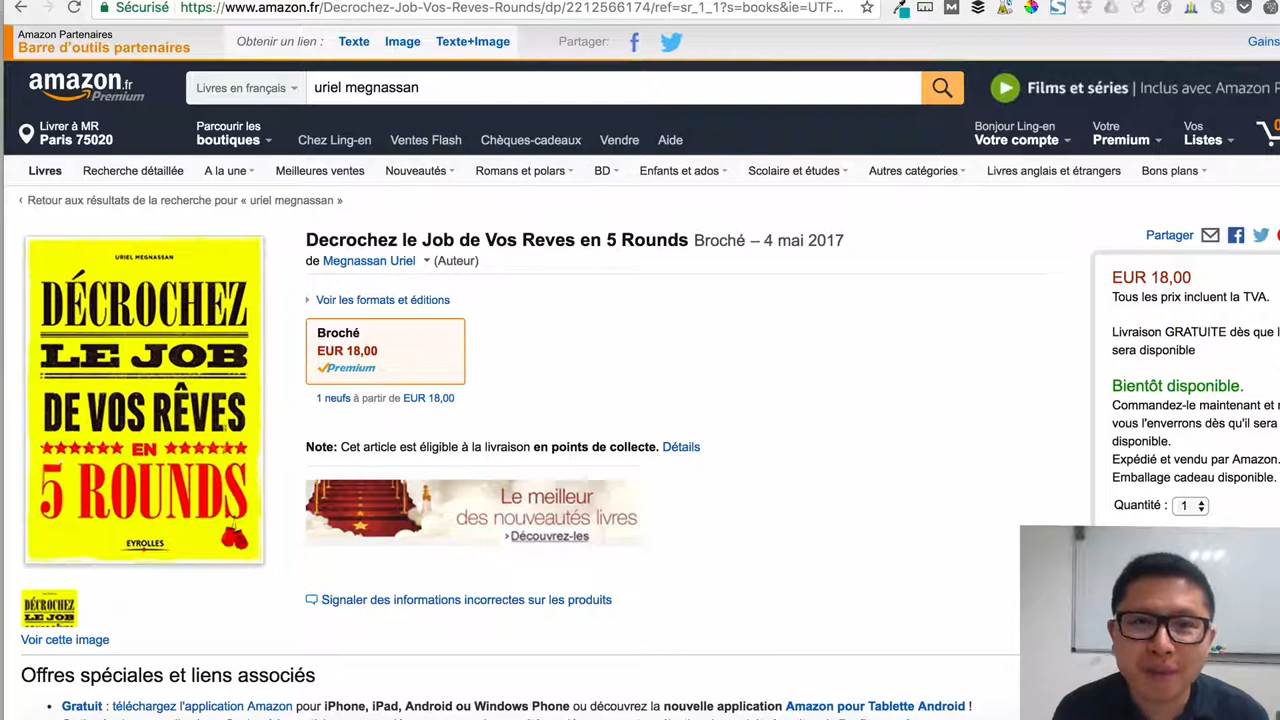 Sécurisé https://www.amazon.fr/Decrochez-Job-Vos-Reves-Rounds/dp/2212566174/ref=sr_1_1?s=books&ie=UTF...
Amazon Partenaires
Barre d'outils partenaires
Obtenir un lien : Texte Image Texte+Image Partager:
Gains
amazon.fr
Premium
Livres en français
uriel megnassan
Films et séries | Inclus avec Amazon P
Livrer à MR
Paris 75020
Parcourir les
boutiques
Chez Ling-en Ventes Flash Chèques-cadeaux Vendre Aide
Bonjour Ling-en
Votre compte
Votre
Premium
Vos
Listes
0
Livres Recherche détaillée A la une Meilleures ventes Nouveautés Romans et polars BD Enfants et ados Scolaire et études Autres catégories Livres anglais et étrangers Bons plans
‹ Retour aux résultats de la recherche pour « uriel megnassan »
URIEL MEGNASSAN
DÉCROCHEZ
LE JOB
DE VOS RÊVES
EN
5 ROUNDS
EYROLLES
DÉCROCHEZ
LE JOB
Voir cette image
Decrochez le Job de Vos Reves en 5 Rounds Broché – 4 mai 2017
de Megnassan Uriel (Auteur)
Voir les formats et éditions
Broché
EUR 18,00
Premium
1 neufs à partir de EUR 18,00
Note: Cet article est éligible à la livraison en points de collecte. Détails
Le meilleur
des nouveautés livres
›Découvrez-les
Signaler des informations incorrectes sur les produits
Partager
EUR 18,00
Tous les prix incluent la TVA.
Livraison GRATUITE dès que l
sera disponible
Bientôt disponible.
Commandez-le maintenant et n
vous l'enverrons dès qu'il sera
disponible.
Expédié et vendu par Amazon.
Emballage cadeau disponible.
Quantité : 1
Offres spéciales et liens associés
• Gratuit : téléchargez l'application Amazon pour iPhone, iPad, Android ou Windows Phone ou découvrez la nouvelle application Amazon pour Tablette Android !